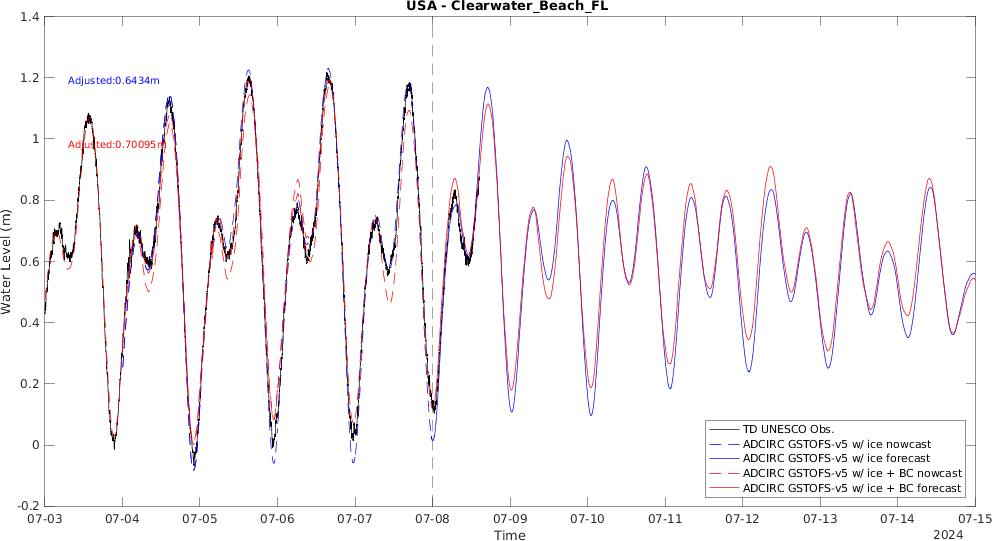 USA - Clearwater_Beach_FL
Water Level (m)
1.4
1.2
1
0.8
0.6
0.4
0.2
0
-0.2
Adjusted:0.6434m
Adjusted:0.70095m
TD UNESCO Obs.
ADCIRC GSTOFS-v5 w/ ice nowcast
ADCIRC GSTOFS-v5 w/ ice forecast
ADCIRC GSTOFS-v5 w/ ice + BC nowcast
ADCIRC GSTOFS-v5 w/ ice + BC forecast
07-03 07-04 07-05 07-06 07-07 07-08 07-09 07-10 07-11 07-12 07-13 07-14 07-15
Time
2024